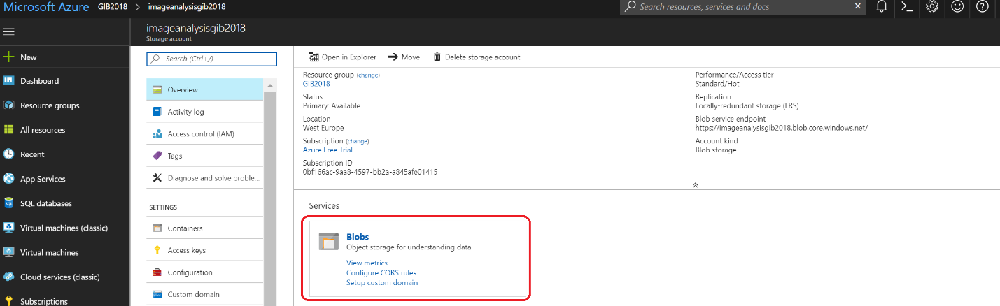 Microsoft Azure GIB2018 > imageanalysisgib2018
Search resources, services and docs
imageanalysisgib2018
Storage account
New
Dashboard
Resource groups
All resources
Recent
App Services
SQL databases
Virtual machines (classic)
Virtual machines
Cloud services (classic)
Subscriptions
Search (Ctrl+/)
Overview
Activity log
Access control (IAM)
Tags
Diagnose and solve proble...
SETTINGS
Containers
Access keys
Configuration
Custom domain
Open in Explorer Move Delete storage account
Resource group (change)
GIB2018
Status
Primary: Available
Location
West Europe
Subscription (change)
Azure Free Trial
Subscription ID
0bf166ac-9aa8-4597-bb2a-a845afe01415
Performance/Access tier
Standard/Hot
Replication
Locally-redundant storage (LRS)
Blob service endpoint
https://imageanalysisgib2018.blob.core.windows.net/
Account kind
Blob storage
Services
Blobs
Object storage for understanding data
View metrics
Configure CORS rules
Setup custom domain